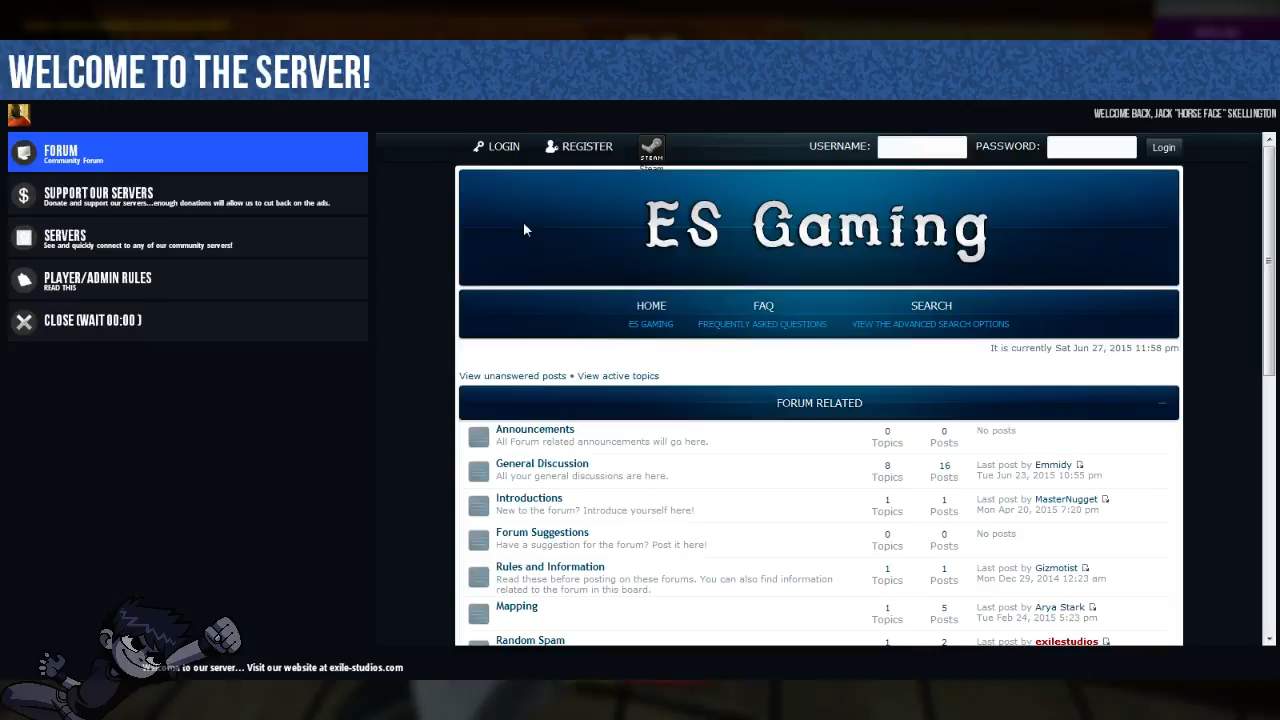 WELCOME TO THE SERVER!
WELCOME BACK, JACK "HORSE FACE" SKELLINGTON
FORUM
Community Forum
SUPPORT OUR SERVERS
Donate and support our servers...enough donations will allow us to cut back on the ads.
SERVERS
See and quickly connect to any of our community servers!
PLAYER/ADMIN RULES
READ THIS
CLOSE (WAIT 00:00 )
LOGIN REGISTER STEAM USERNAME: PASSWORD: Login
Steam
ES Gaming
HOME FAQ SEARCH
ES GAMING FREQUENTLY ASKED QUESTIONS VIEW THE ADVANCED SEARCH OPTIONS
It is currently Sat Jun 27, 2015 11:58 pm
View unanswered posts • View active topics
FORUM RELATED
Announcements 0 0 No posts
All Forum related announcements will go here. Topics Posts
General Discussion 8 16 Last post by Emmidy
All your general discussions are here. Topics Posts Tue Jun 23, 2015 10:55 pm
Introductions 1 1 Last post by MasterNugget
New to the forum? Introduce yourself here! Topics Posts Mon Apr 20, 2015 7:20 pm
Forum Suggestions 0 0 No posts
Have a suggestion for the forum? Post it here! Topics Posts
Rules and Information 1 1 Last post by Gizmotist
Read these before posting on these forums. You can also find information Topics Posts Mon Dec 29, 2014 12:23 am
related to the forum in this board.
Mapping 1 5 Last post by Arya Stark
Topics Posts Tue Feb 24, 2015 5:23 pm
Random Spam 1 2 Last post by exilestudios
Welcome to our server... Visit our website at exile-studios.com